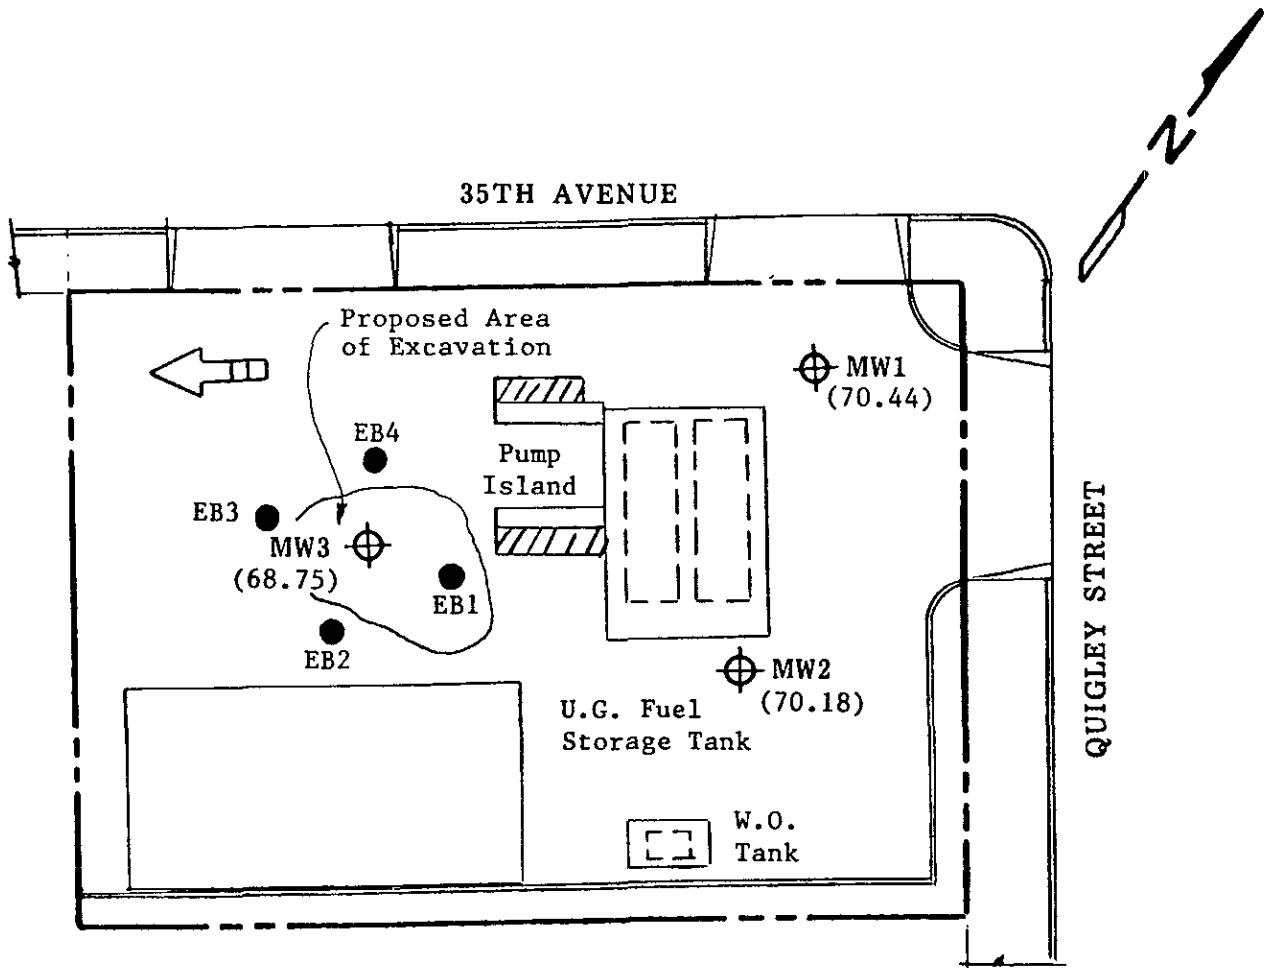 N
35TH AVENUE
Proposed Area
of Excavation
MW1
(70.44)
EB4
Pump
Island
EB3
MW3
(68.75)
EB1
EB2
MW2
(70.18)
U.G. Fuel
Storage Tank
W.O.
Tank
QUIGLEY STREET